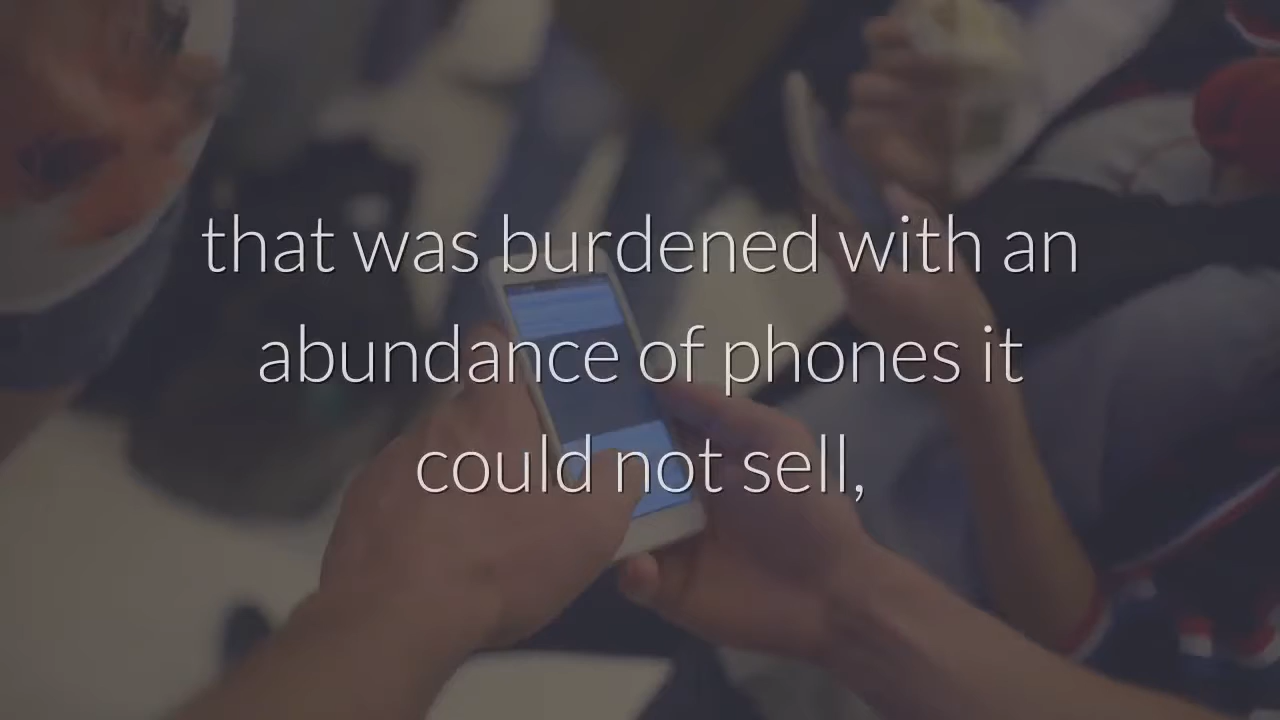 that was burdened with an
abundance of phones it
could not sell,